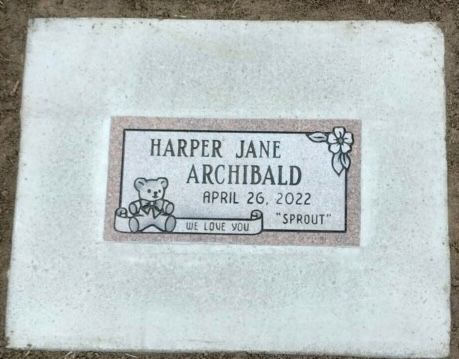 HARPER JANE
ARCHIBALD
APRIL 26, 2022
"SPROUT"
WE LOVE YOU